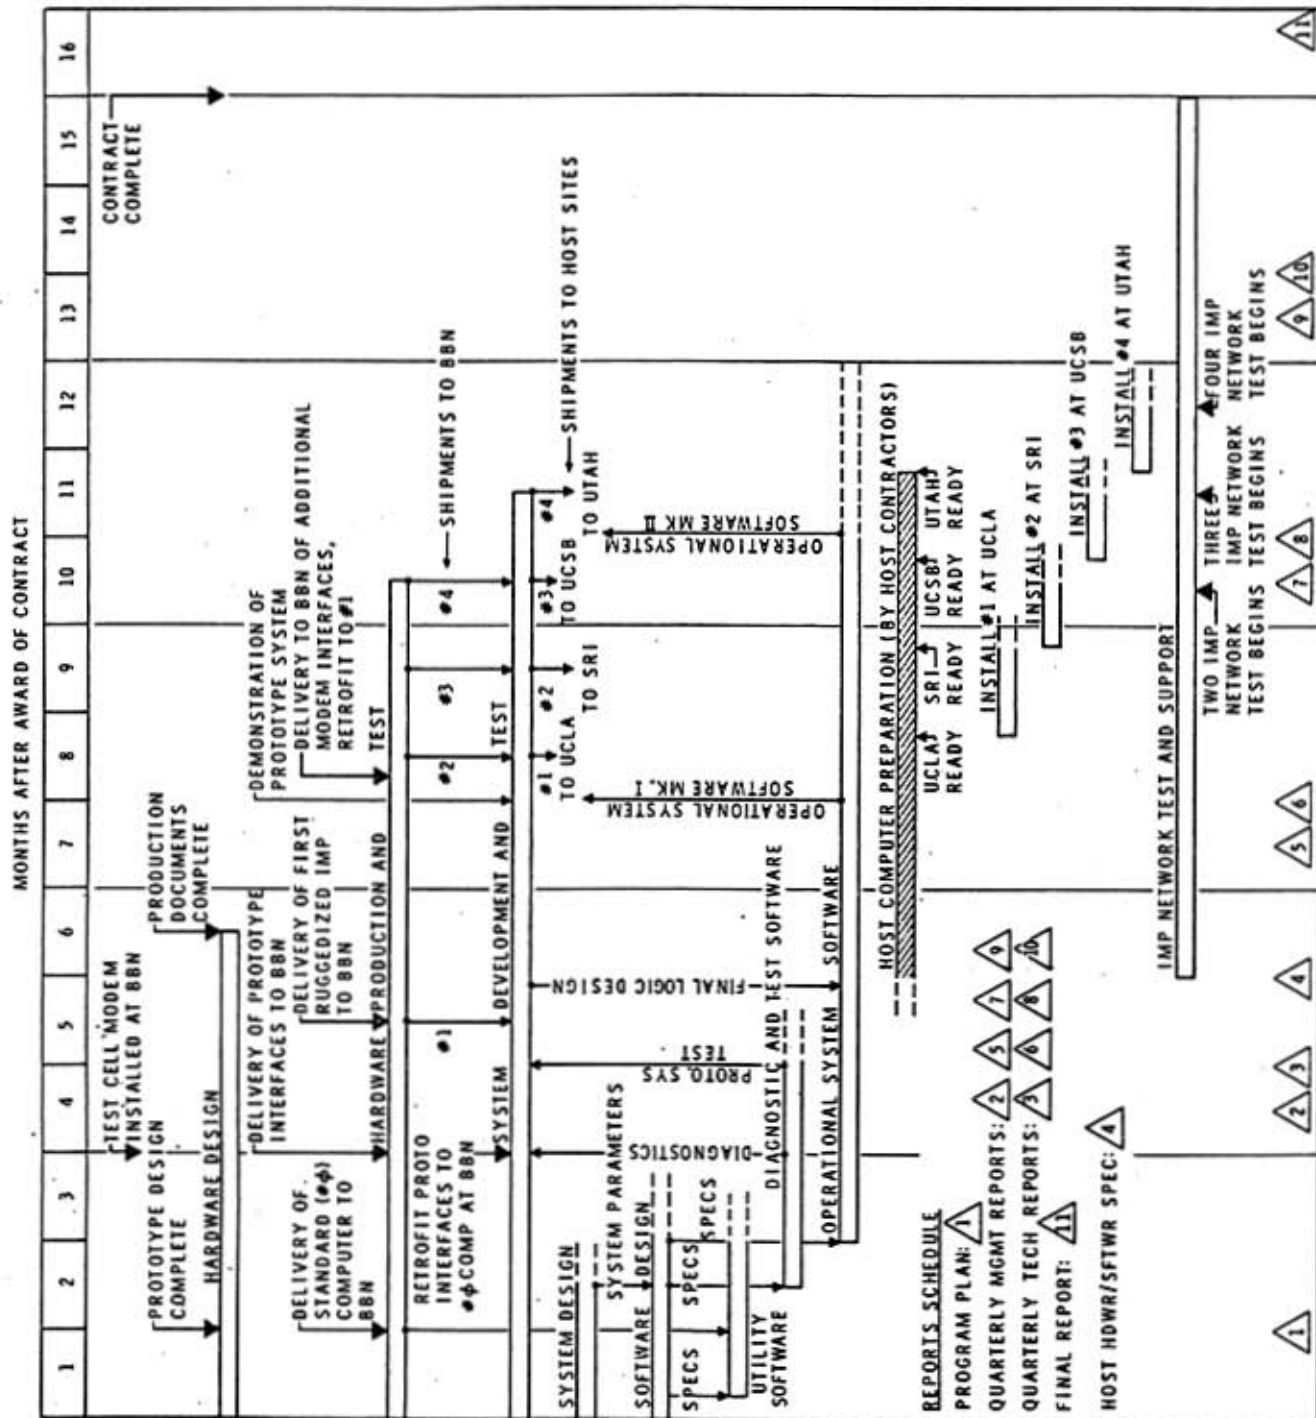 MONTHS AFTER AWARD OF CONTRACT
1 2 3 4 5 6 7 8 9 10 11 12 13 14 15 16
TEST CELL MODEM
INSTALLED AT BBN
CONTRACT
COMPLETE
PROTOTYPE DESIGN
COMPLETE
PRODUCTION
DOCUMENTS
COMPLETE
HARDWARE DESIGN
DELIVERY OF PROTOTYPE
INTERFACES TO BBN
DEMONSTRATION OF
PROTOTYPE SYSTEM
DELIVERY OF
STANDARD (#ϕ)
COMPUTER TO
BBN
DELIVERY OF FIRST
RUGGEDIZED IMP
TO BBN
DELIVERY TO BBN OF ADDITIONAL
MODEM INTERFACES,
RETROFIT TO #1
HARDWARE PRODUCTION AND TEST
RETROFIT PROTO
INTERFACES TO
#ϕ COMP AT BBN
#1 #2 #3 #4 SHIPMENTS TO BBN
SYSTEM DEVELOPMENT AND TEST
#1 #2 #3 #4
TO UCLA TO SRI TO UCSB TO UTAH
SHIPMENTS TO HOST SITES
SYSTEM DESIGN
SYSTEM PARAMETERS
DIAGNOSTICS
PROTO. SYS
TEST
FINAL LOGIC DESIGN
OPERATIONAL SYSTEM
SOFTWARE MK. I
OPERATIONAL SYSTEM
SOFTWARE MK II
SOFTWARE DESIGN
SPECS SPECS SPECS
UTILITY
SOFTWARE
DIAGNOSTIC AND TEST SOFTWARE
OPERATIONAL SYSTEM SOFTWARE
HOST COMPUTER PREPARATION (BY HOST CONTRACTORS)
UCLA SRI UCSB UTAH
READY READY READY READY
INSTALL #1 AT UCLA
INSTALL #2 AT SRI
INSTALL #3 AT UCSB
INSTALL #4 AT UTAH
REPORTS SCHEDULE
PROGRAM PLAN: 1
QUARTERLY MGMT REPORTS: 2 5 7 9
QUARTERLY TECH REPORTS: 3 6 8 10
FINAL REPORT: 11
HOST HDWR/SFTWR SPEC: 4
IMP NETWORK TEST AND SUPPORT
TWO IMP
NETWORK
TEST BEGINS
THREE
IMP NETWORK
TEST BEGINS
FOUR IMP
NETWORK
TEST BEGINS
1 2 3 4 5 6 7 8 9 10 11